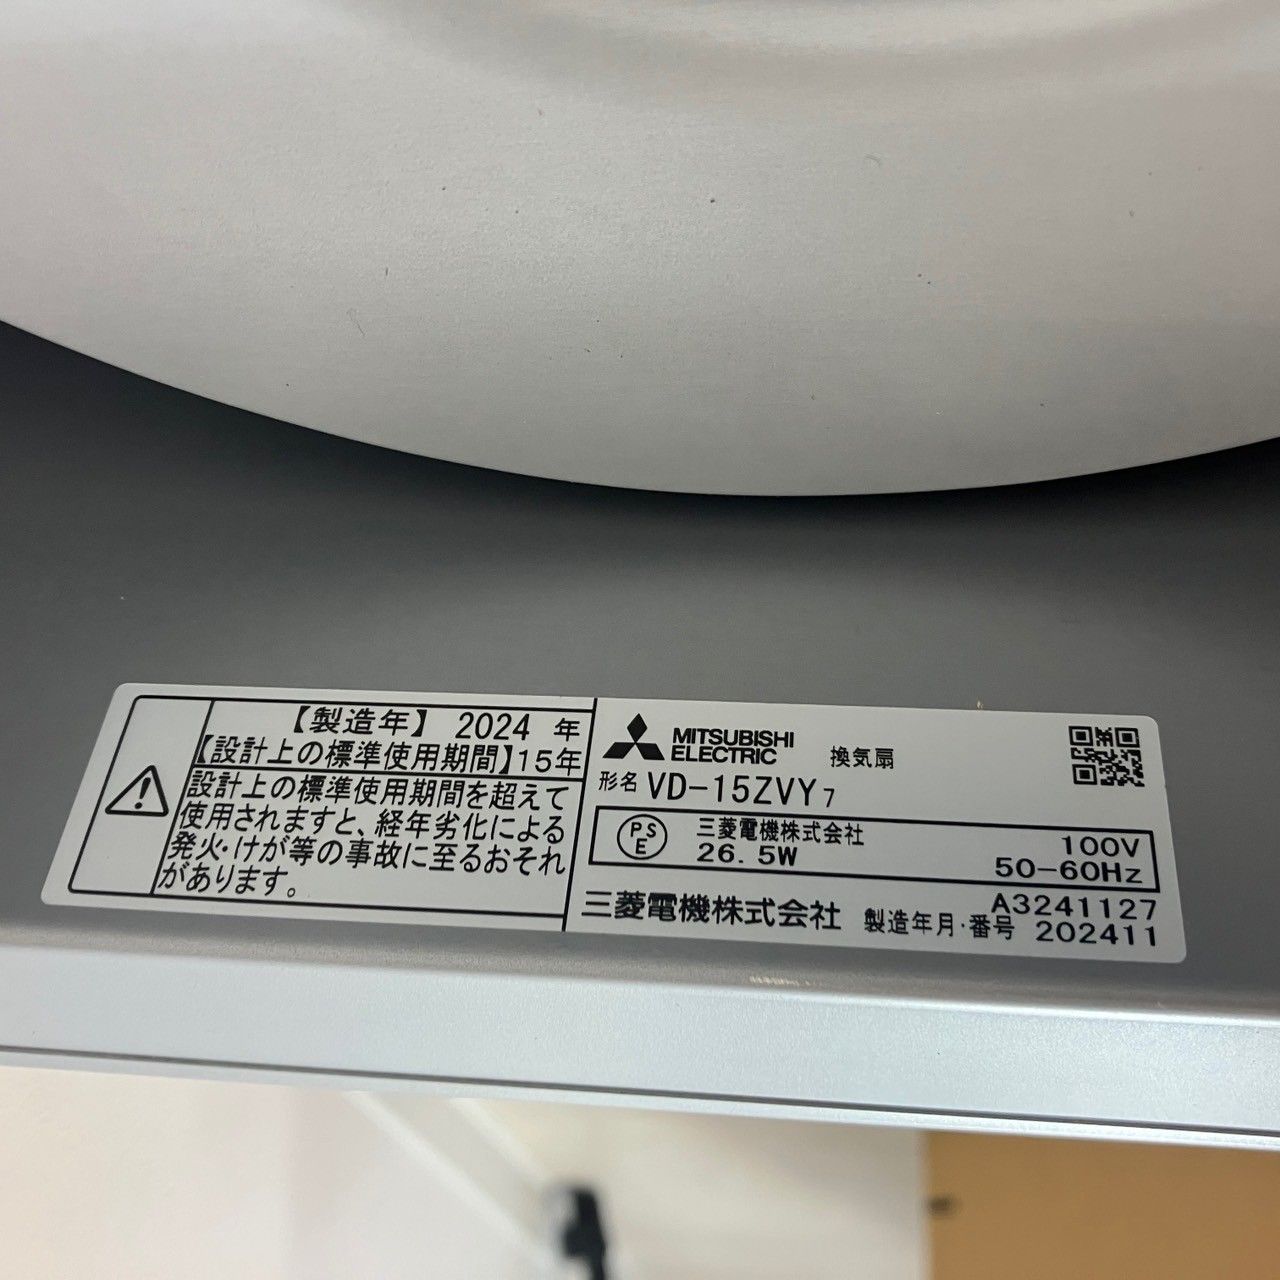 【製造年】 2024 年
【設計上の標準使用期間】15年
設計上の標準使用期間を超えて
使用されますと、経年劣化による
発火・けが等の事故に至るおそれ
があります。
MITSUBISHI
ELECTRIC 換気扇
形名 VD-15ZVY7
PSE 三菱電機株式会社 100V
26.5W 50-60Hz
A3241127
三菱電機株式会社 製造年月・番号 202411